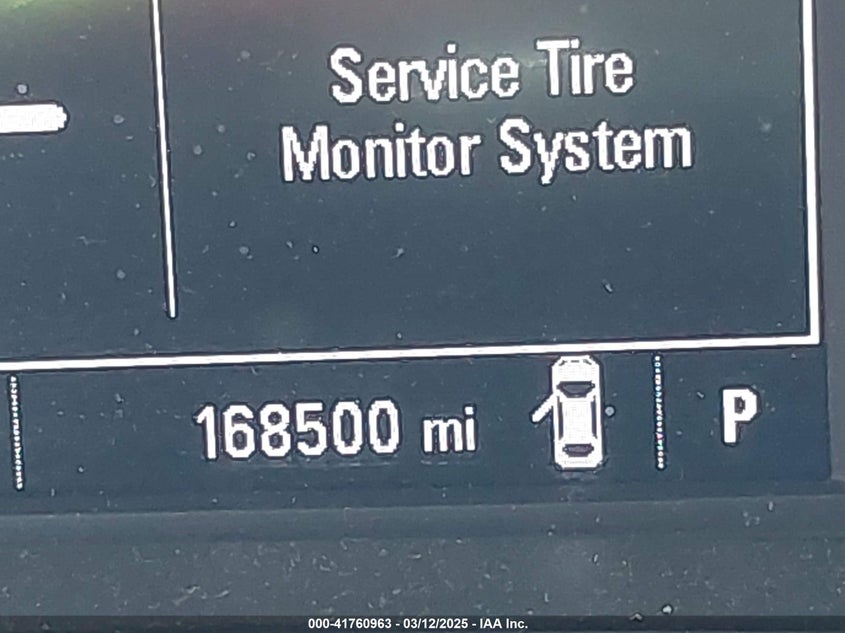 Service Tire
Monitor System
168500 mi
P
000-41760963 - 03/12/2025 - IAA Inc.